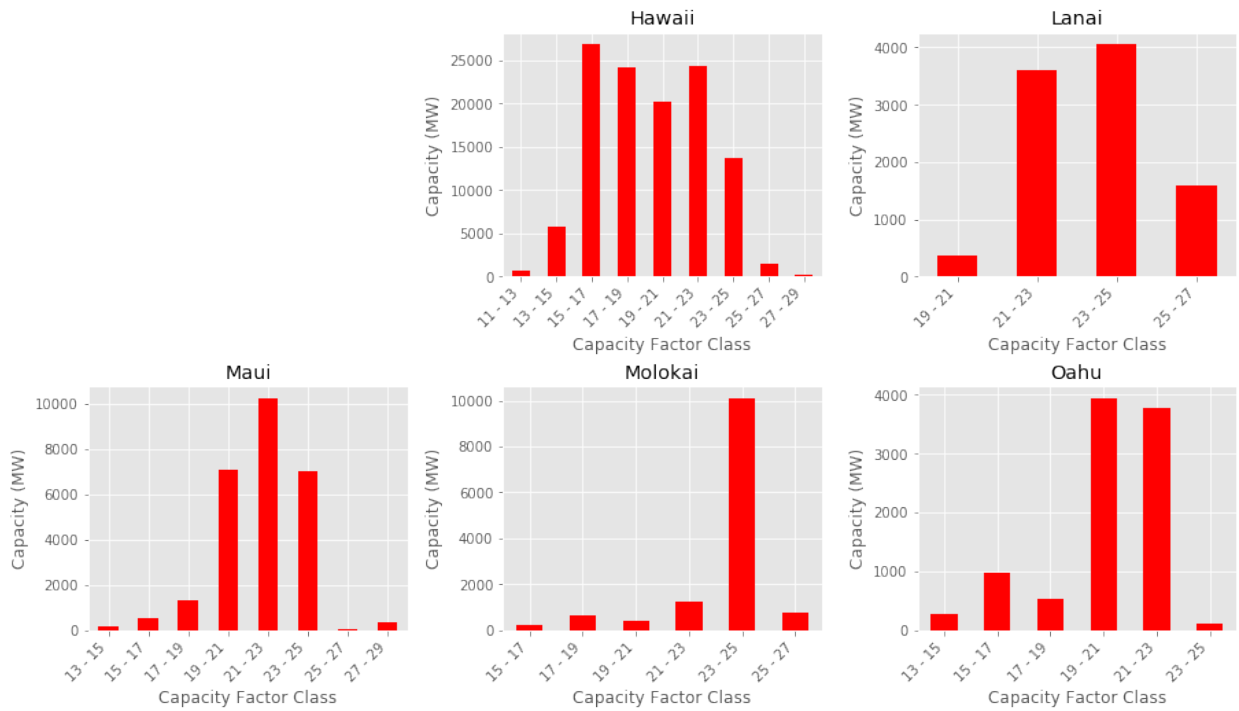 Hawaii
Capacity (MW)
25000
20000
15000
10000
5000
0
11 - 13
13 - 15
15 - 17
17 - 19
19 - 21
21 - 23
23 - 25
25 - 27
27 - 29
Capacity Factor Class
Lanai
Capacity (MW)
4000
3000
2000
1000
0
19 - 21
21 - 23
23 - 25
25 - 27
Capacity Factor Class
Maui
Capacity (MW)
10000
8000
6000
4000
2000
0
13 - 15
15 - 17
17 - 19
19 - 21
21 - 23
23 - 25
25 - 27
27 - 29
Capacity Factor Class
Molokai
Capacity (MW)
10000
8000
6000
4000
2000
0
15 - 17
17 - 19
19 - 21
21 - 23
23 - 25
25 - 27
Capacity Factor Class
Oahu
Capacity (MW)
4000
3000
2000
1000
0
13 - 15
15 - 17
17 - 19
19 - 21
21 - 23
23 - 25
Capacity Factor Class